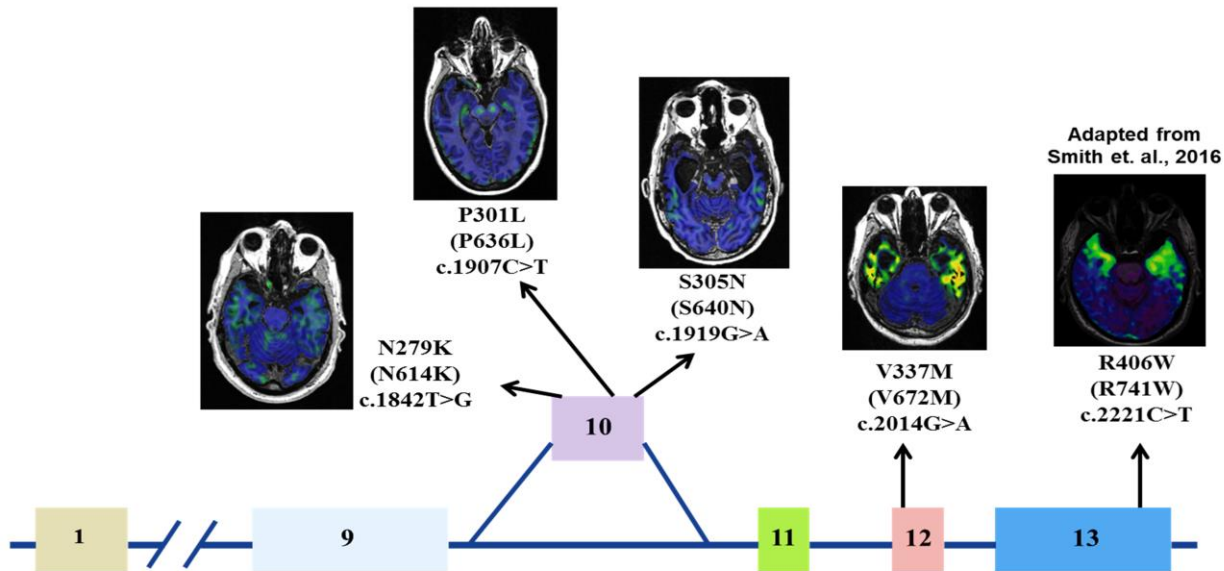 P301L
(P636L)
c.1907C>T
S305N
(S640N)
c.1919G>A
Adapted from
Smith et. al., 2016
N279K
(N614K)
c.1842T>G
V337M
(V672M)
c.2014G>A
R406W
(R741W)
c.2221C>T
10
1
9
11
12
13